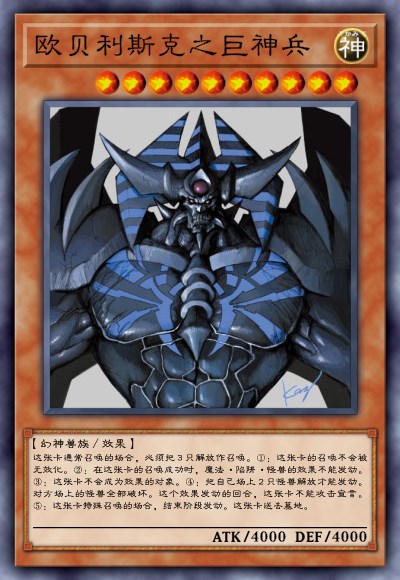 欧贝利斯克之巨神兵
神
かみ
【幻神兽族／效果】
这张卡通常召唤的场合，必须把３只解放作召唤。①：这张卡的召唤不会被
无效化。②：在这张卡的召唤成功时，魔法·陷阱·怪兽的效果不能发动。
③：这张卡不会成为效果的对象。④：把自己场上２只怪兽解放才能发动。
对方场上的怪兽全部破坏。这个效果发动的回合，这张卡不能攻击宣言。
⑤：这张卡特殊召唤的场合，结束阶段发动。这张卡送去墓地。
ATK/4000 DEF/4000